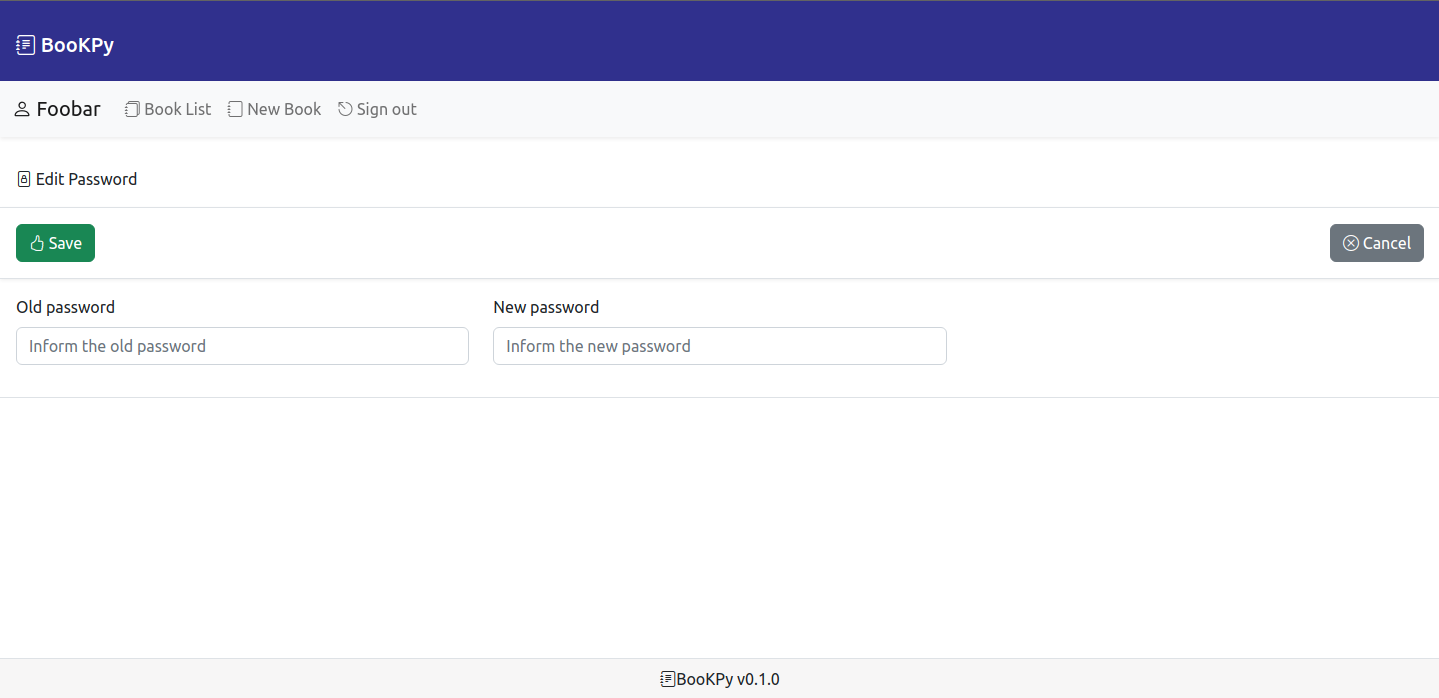 BooKPy
Foobar Book List New Book Sign out
Edit Password
Save Cancel
Old password New password
Inform the old password Inform the new password
BooKPy v0.1.0